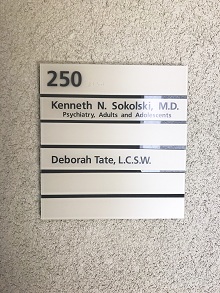 250
Kenneth N. Sokolski, M.D.
Psychiatry, Adults and Adolescents
Deborah Tate, L.C.S.W.